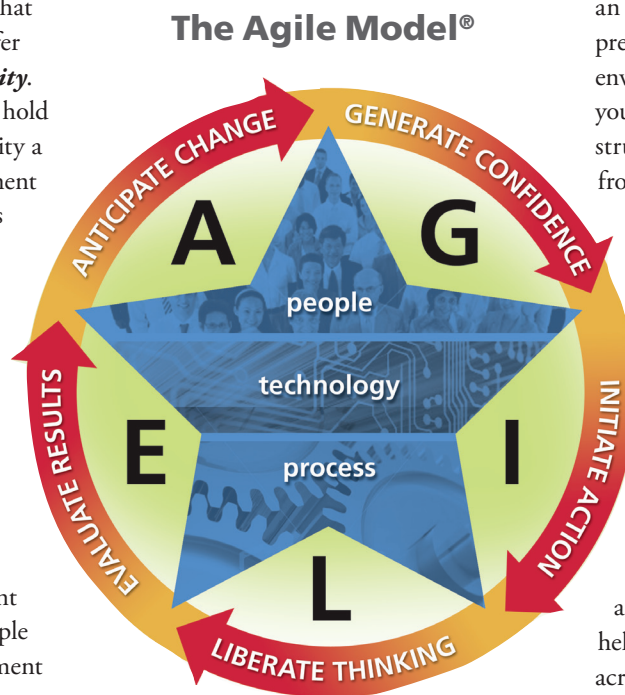 hat
fer
ity.
hold
ity a
ment
s
nt
ple
ment
The Agile Model®
ANTICIPATE CHANGE
GENERATE CONFIDENCE
A
G
people
technology
INITIATE ACTION
EVALUATE RESULTS
E
I
process
L
LIBERATE THINKING
an
pre
env
you
stru
fro
a
hel
acr